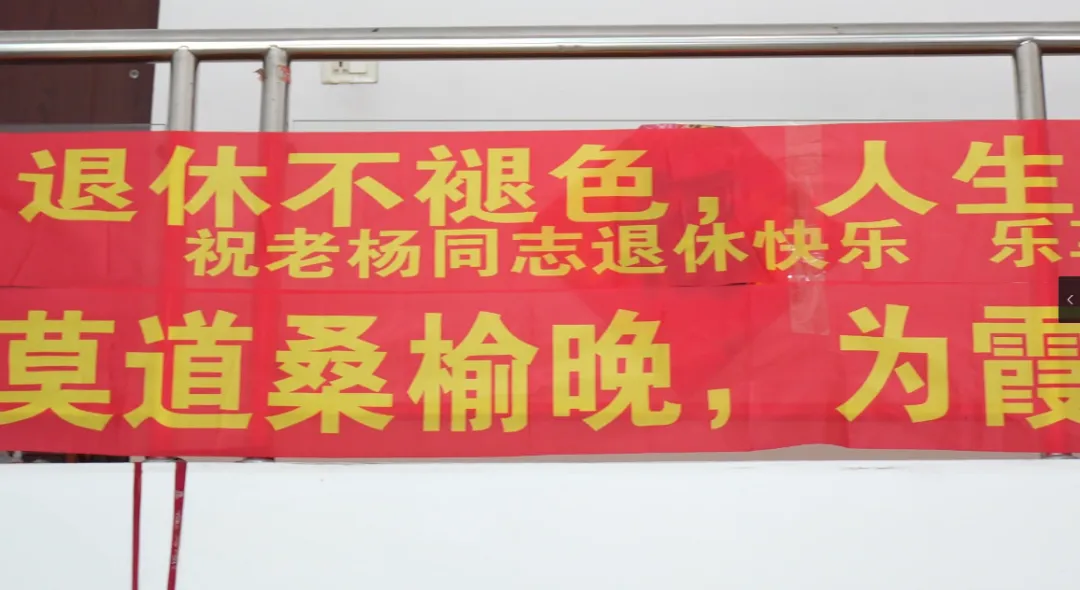 退休不褪色，人生
祝老杨同志退休快乐 乐
莫道桑榆晚，为霞